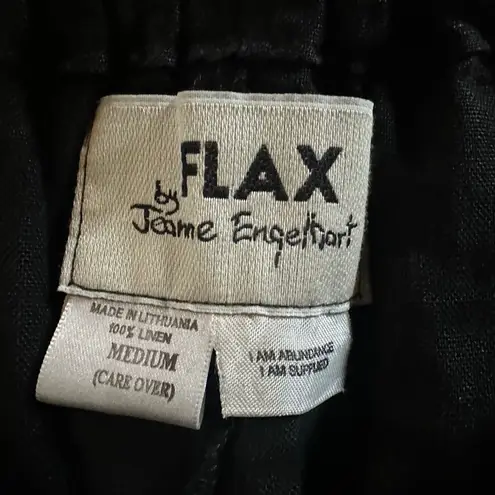 FLAX
by
Jeanne Engelhart
MADE IN LITHUANIA
100% LINEN
MEDIUM
(CARE OVER)
I AM ABUNDANCE
I AM SUPPLIED